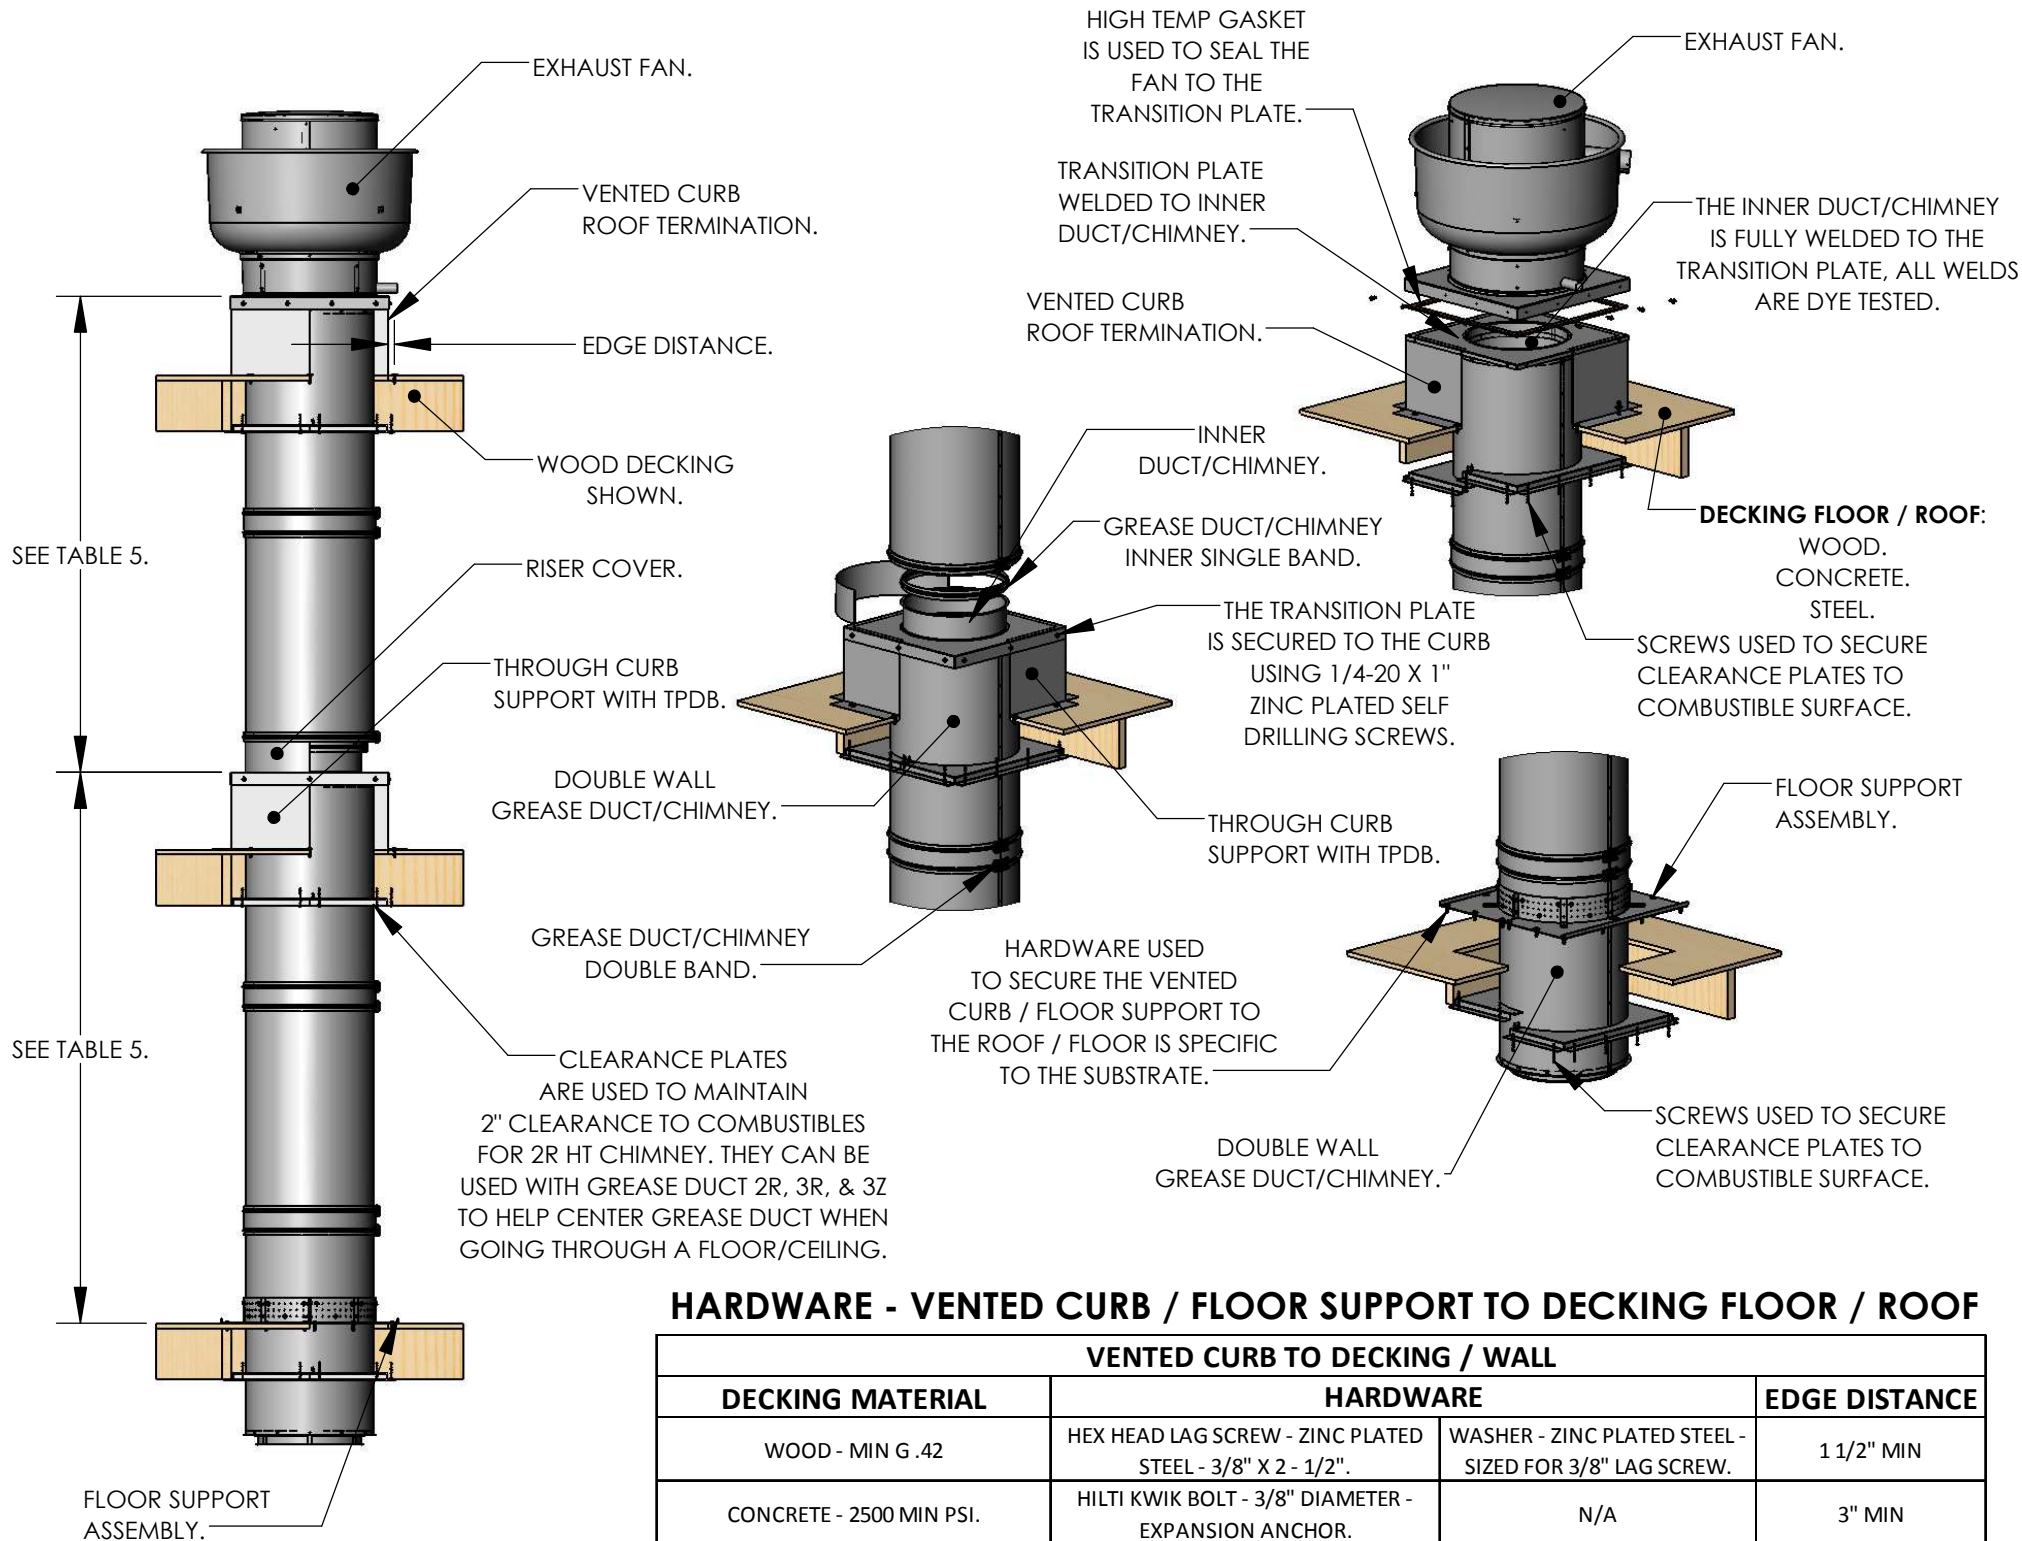 EXHAUST FAN.
VENTED CURB
ROOF TERMINATION.
EDGE DISTANCE.
WOOD DECKING
SHOWN.
SEE TABLE 5.
RISER COVER.
THROUGH CURB
SUPPORT WITH TPDB.
SEE TABLE 5.
CLEARANCE PLATES
ARE USED TO MAINTAIN
2" CLEARANCE TO COMBUSTIBLES
FOR 2R HT CHIMNEY. THEY CAN BE
USED WITH GREASE DUCT 2R, 3R, & 3Z
TO HELP CENTER GREASE DUCT WHEN
GOING THROUGH A FLOOR/CEILING.
FLOOR SUPPORT
ASSEMBLY.
INNER
DUCT/CHIMNEY.
GREASE DUCT/CHIMNEY
INNER SINGLE BAND.
THE TRANSITION PLATE
IS SECURED TO THE CURB
USING 1/4-20 X 1"
ZINC PLATED SELF
DRILLING SCREWS.
DOUBLE WALL
GREASE DUCT/CHIMNEY.
THROUGH CURB
SUPPORT WITH TPDB.
GREASE DUCT/CHIMNEY
DOUBLE BAND.
HIGH TEMP GASKET
IS USED TO SEAL THE
FAN TO THE
TRANSITION PLATE.
EXHAUST FAN.
TRANSITION PLATE
WELDED TO INNER
DUCT/CHIMNEY.
THE INNER DUCT/CHIMNEY
IS FULLY WELDED TO THE
TRANSITION PLATE, ALL WELDS
ARE DYE TESTED.
VENTED CURB
ROOF TERMINATION.
DECKING FLOOR / ROOF:
WOOD.
CONCRETE.
STEEL.
SCREWS USED TO SECURE
CLEARANCE PLATES TO
COMBUSTIBLE SURFACE.
FLOOR SUPPORT
ASSEMBLY.
HARDWARE USED
TO SECURE THE VENTED
CURB / FLOOR SUPPORT TO
THE ROOF / FLOOR IS SPECIFIC
TO THE SUBSTRATE.
DOUBLE WALL
GREASE DUCT/CHIMNEY.
SCREWS USED TO SECURE
CLEARANCE PLATES TO
COMBUSTIBLE SURFACE.
HARDWARE - VENTED CURB / FLOOR SUPPORT TO DECKING FLOOR / ROOF
VENTED CURB TO DECKING / WALL
DECKING MATERIAL HARDWARE EDGE DISTANCE
WOOD - MIN G .42
HEX HEAD LAG SCREW - ZINC PLATED
STEEL - 3/8" X 2 - 1/2".
WASHER - ZINC PLATED STEEL -
SIZED FOR 3/8" LAG SCREW.
1 1/2" MIN
CONCRETE - 2500 MIN PSI.
HILTI KWIK BOLT - 3/8" DIAMETER -
EXPANSION ANCHOR.
N/A
3" MIN